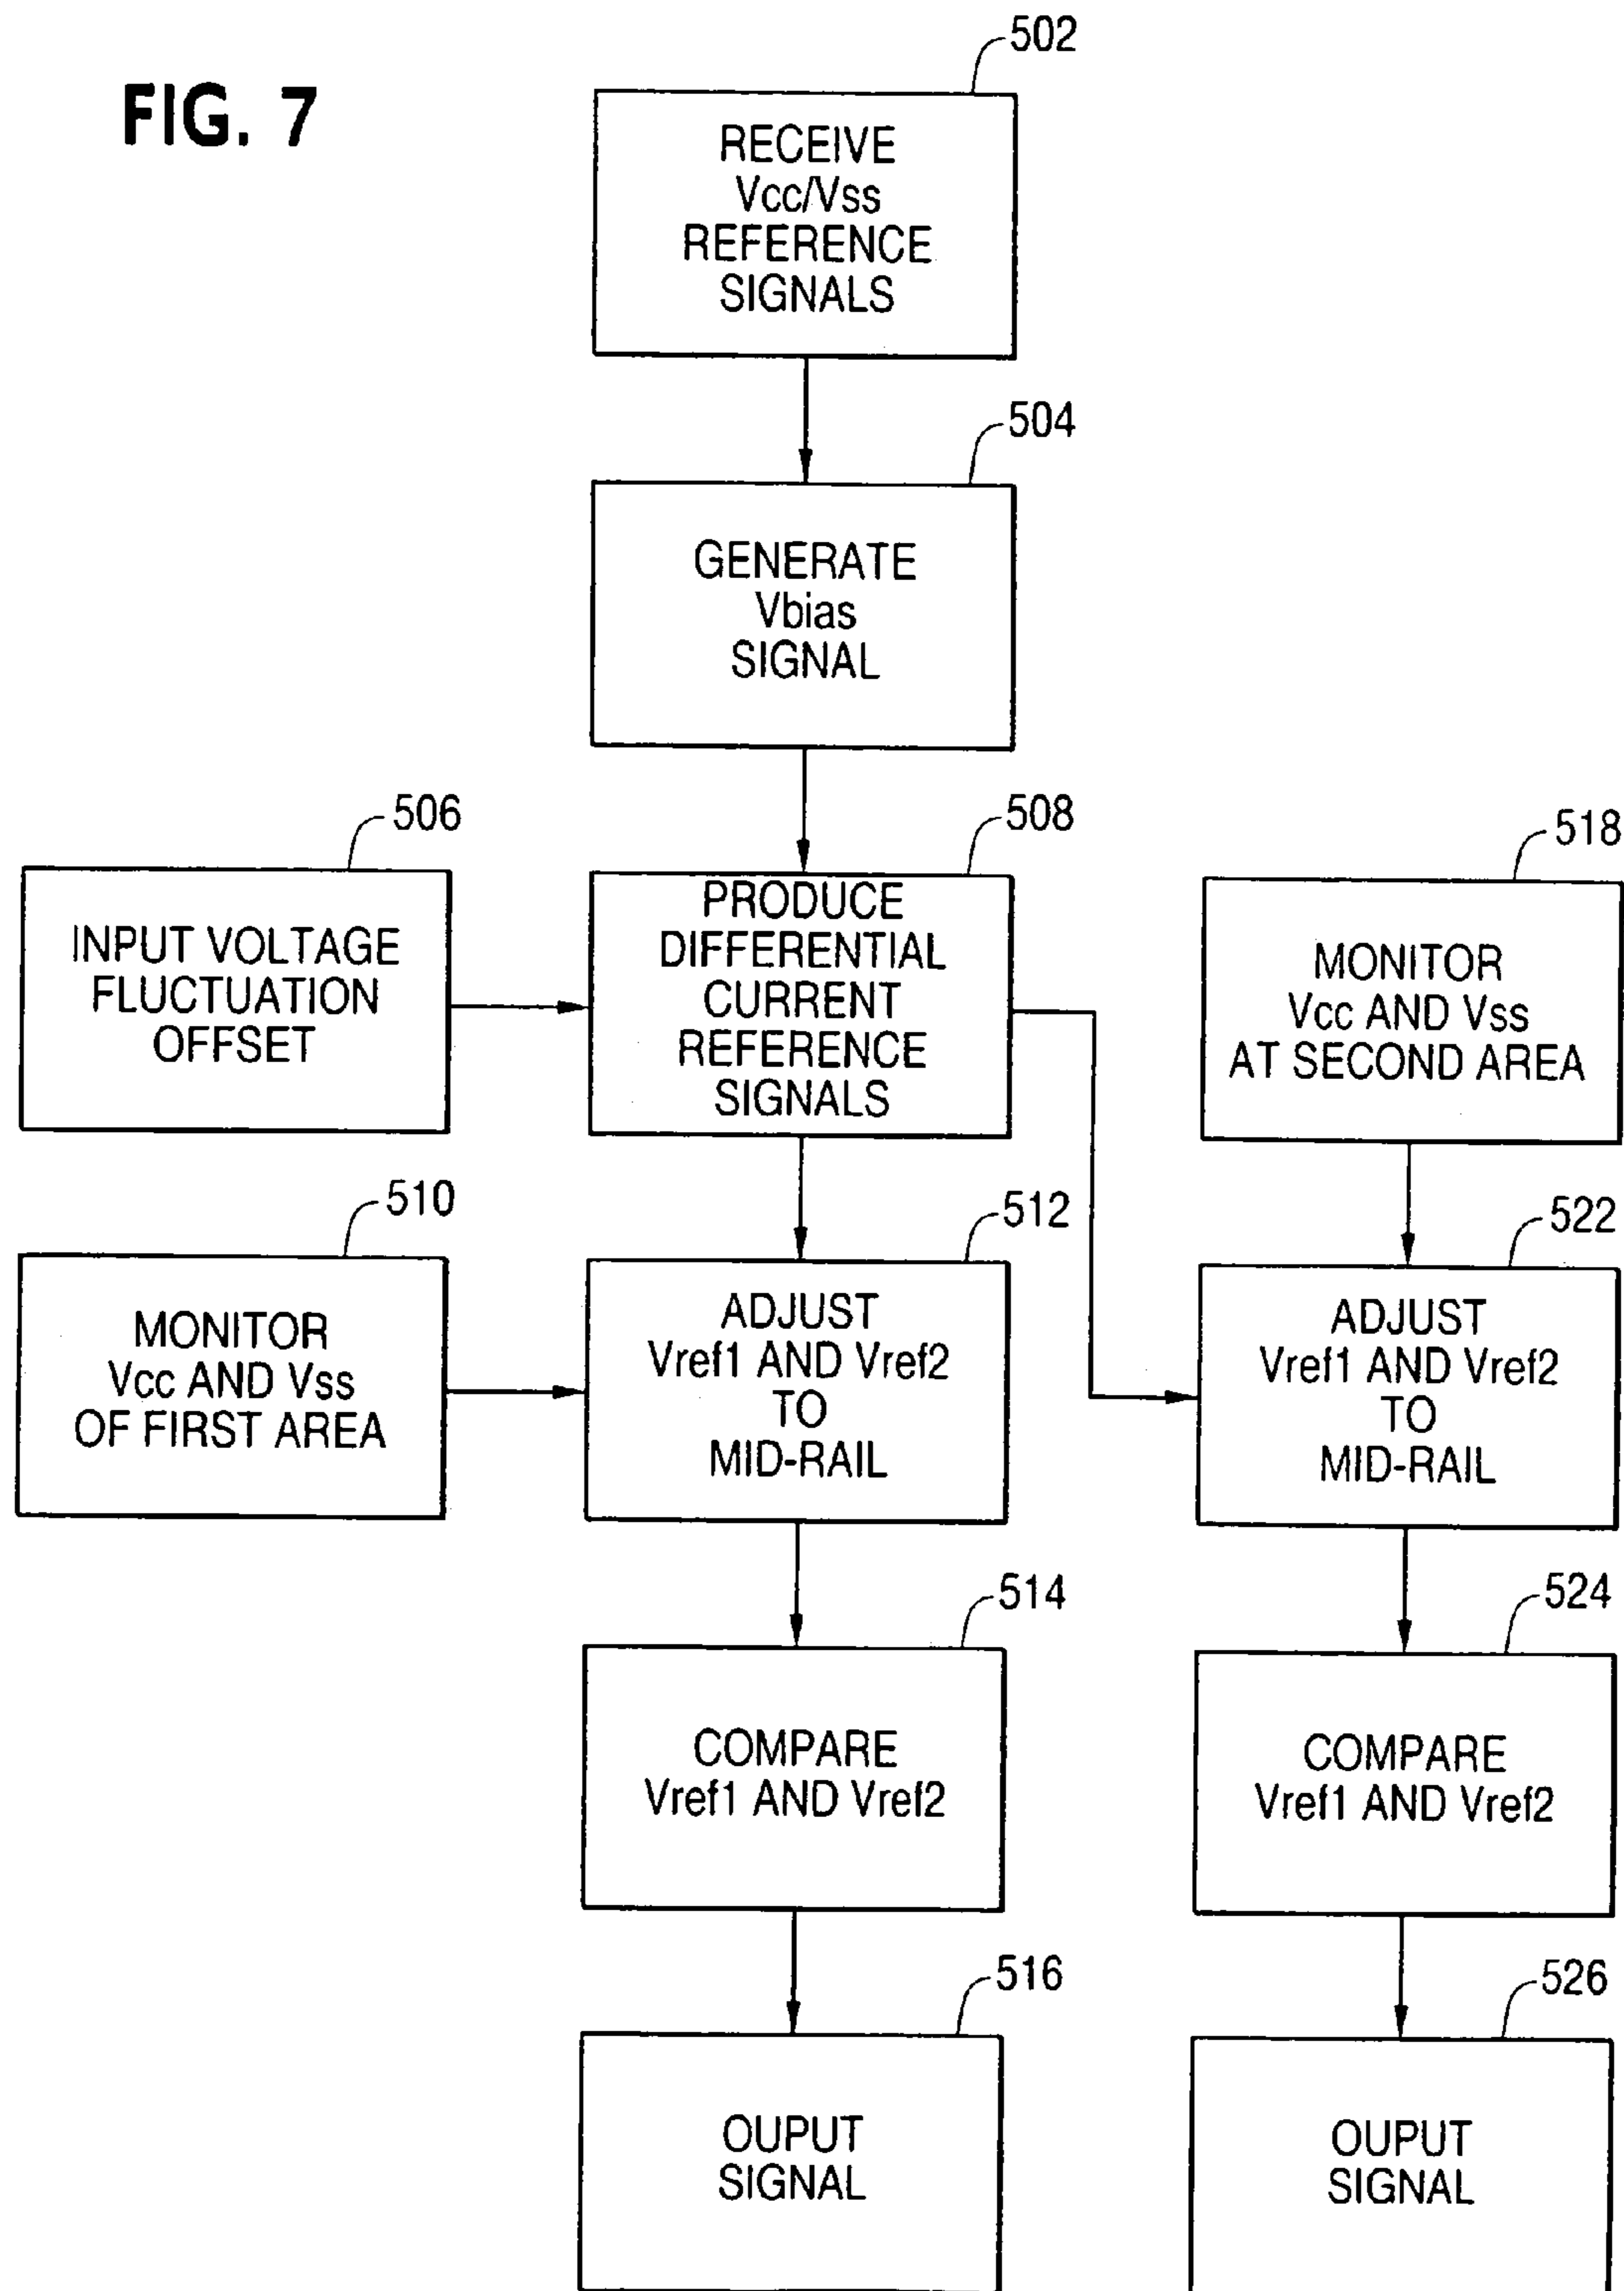 FIG. 7
502
RECEIVE
Vcc/Vss
REFERENCE
SIGNALS
504
GENERATE
Vbias
SIGNAL
506
INPUT VOLTAGE
FLUCTUATION
OFFSET
508
PRODUCE
DIFFERENTIAL
CURRENT
REFERENCE
SIGNALS
518
MONITOR
Vcc AND Vss
AT SECOND AREA
510
MONITOR
Vcc AND Vss
OF FIRST AREA
512
ADJUST
Vref1 AND Vref2
TO
MID-RAIL
522
ADJUST
Vref1 AND Vref2
TO
MID-RAIL
514
COMPARE
Vref1 AND Vref2
524
COMPARE
Vref1 AND Vref2
516
OUPUT
SIGNAL
526
OUPUT
SIGNAL